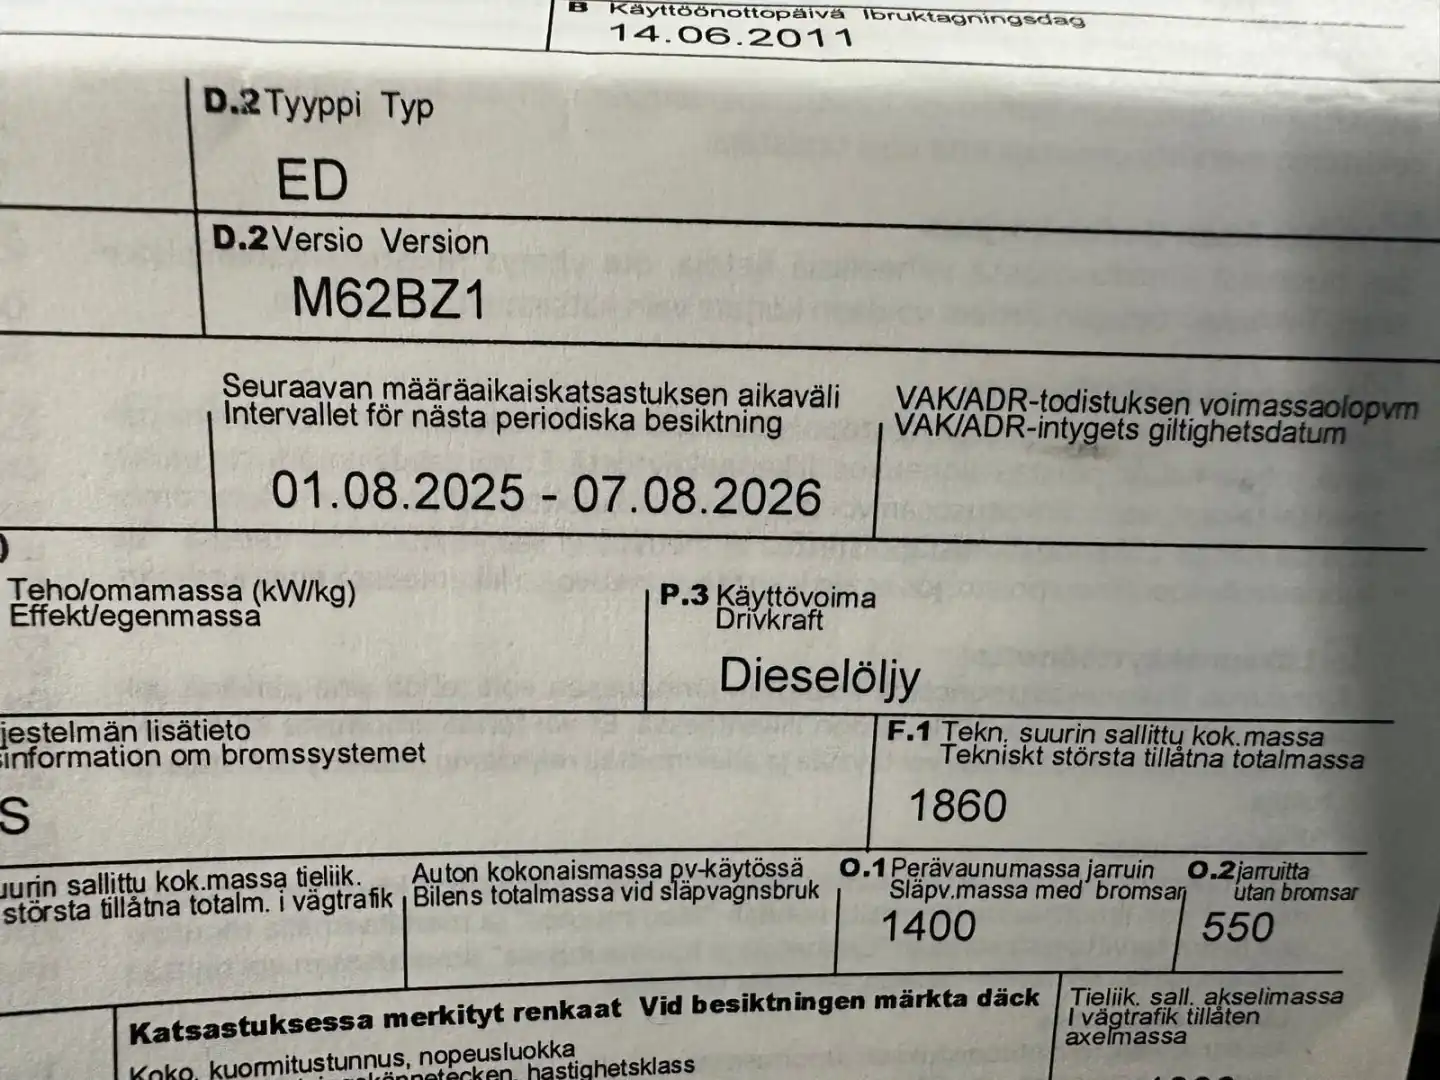 B Käyttöönottopäivä Ibruktagningsdag
14.06.2011
D.2 Tyyppi Typ
ED
D.2 Versio Version
M62BZ1
Seuraavan määräaikaiskatsastuksen aikaväli
Intervallet för nästa periodiska besiktning
01.08.2025 - 07.08.2026
VAK/ADR-todistuksen voimassaolopvm
VAK/ADR-intygets giltighetsdatum
Teho/omamassa (kW/kg)
Effekt/egenmassa
P.3 Käyttövoima
Drivkraft
Dieselöljy
jestelmän lisätieto
information om bromssystemet
S
F.1 Tekn. suurin sallittu kok.massa
Tekniskt största tillåtna totalmassa
1860
uurin sallittu kok.massa tieliik.
största tillåtna totalm. i vägtrafik
Auton kokonaismassa pv-käytössä
Bilens totalmassa vid släpvagnsbruk
O.1 Perävaunumassa jarruin
Släpv.massa med bromsar
1400
O.2 jarruitta
utan bromsar
550
Katsastuksessa merkityt renkaat Vid besiktningen märkta däck
Koko, kuormitustunnus, nopeusluokka
hastighetsklass
Tieliik. sall. akselimassa
I vägtrafik tillåten
axelmassa